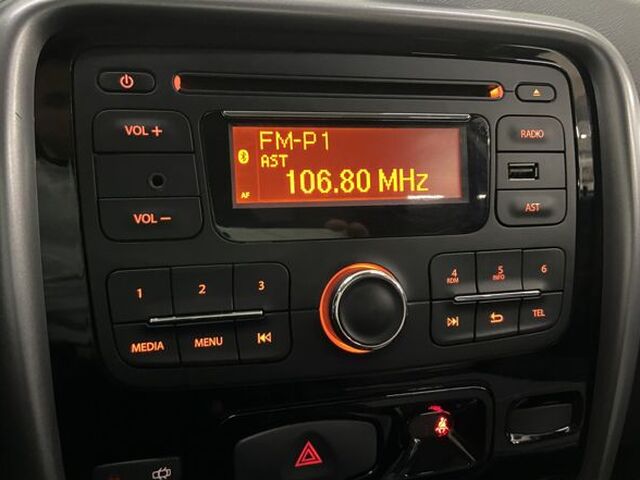 VOL +
RADIO
FM-P1
AST
106.80 MHz
AF
VOL −
AST
1
2
3
4
RDM
5
INFO
6
MEDIA
MENU
TEL